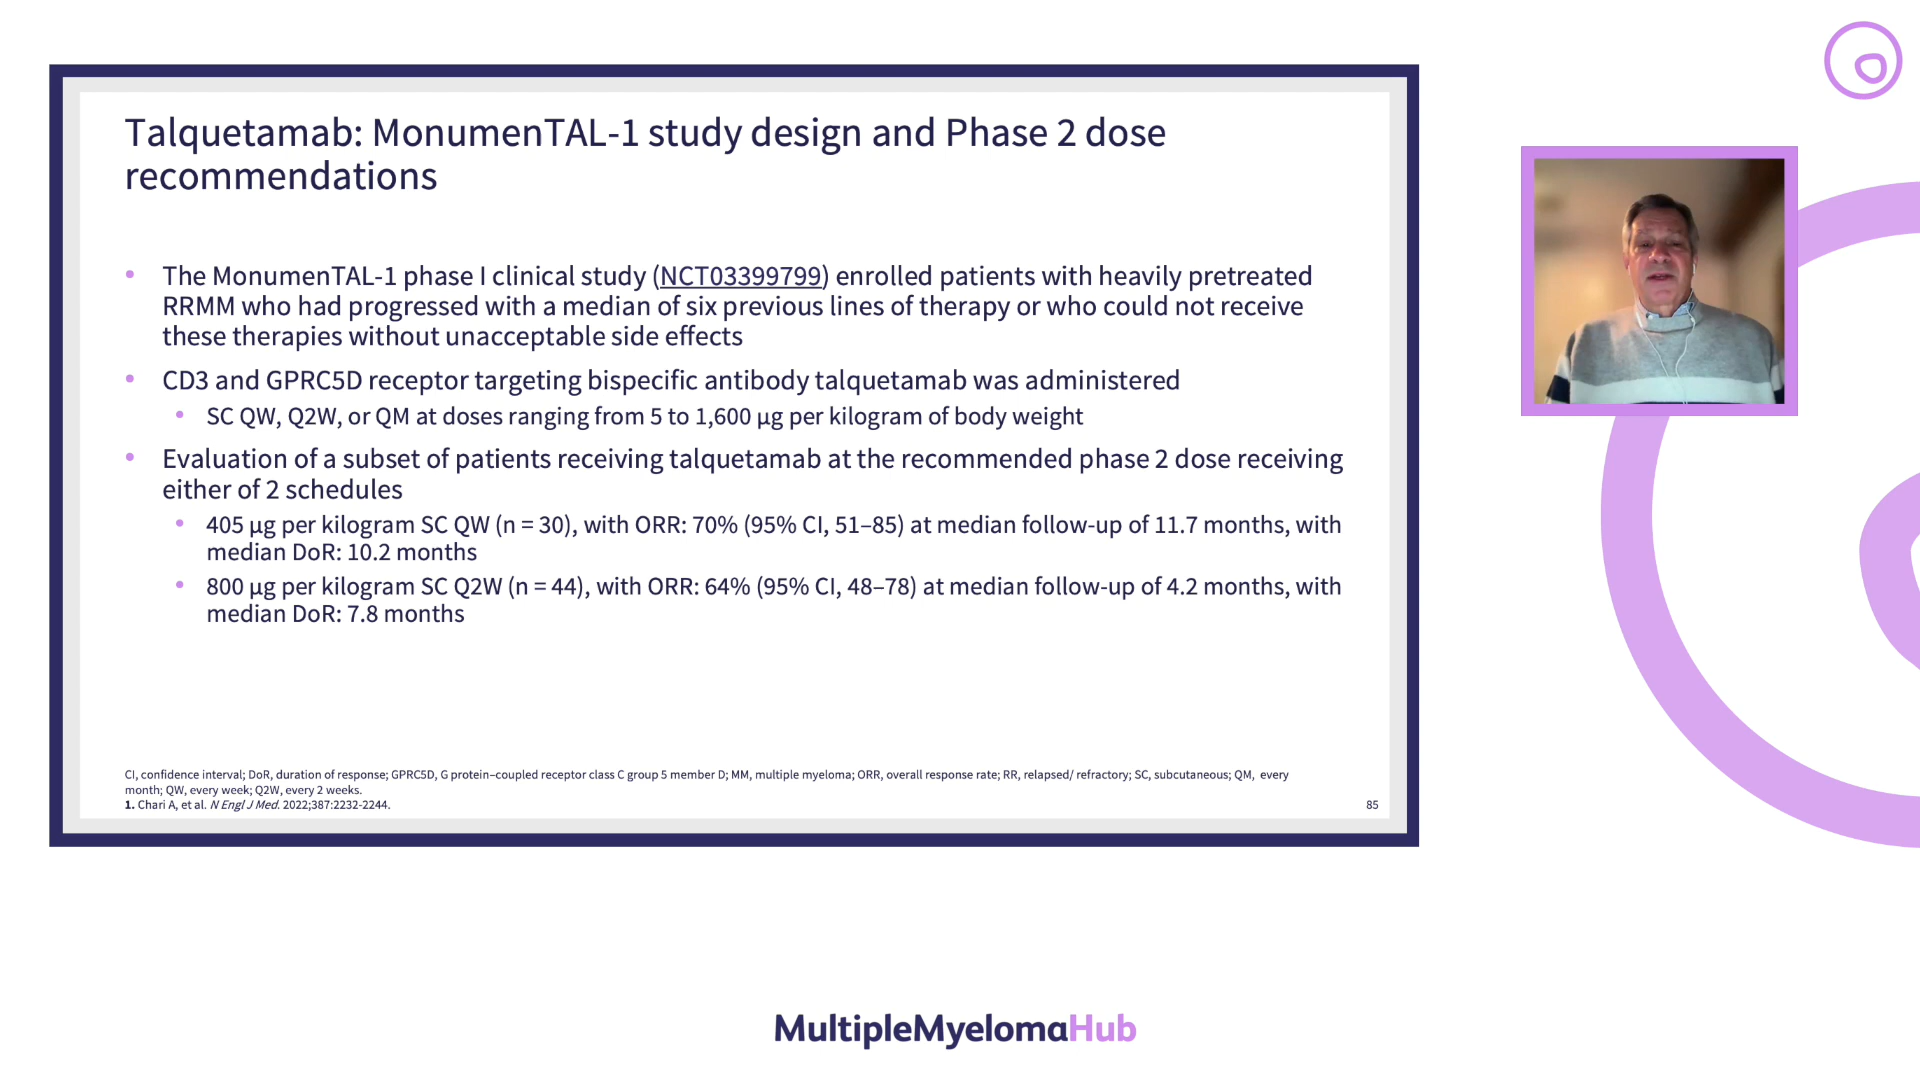 Talquetamab: MonumenTAL-1 study design and Phase 2 dose
recommendations
• The MonumenTAL-1 phase I clinical study (NCT03399799) enrolled patients with heavily pretreated
RRMM who had progressed with a median of six previous lines of therapy or who could not receive
these therapies without unacceptable side effects
• CD3 and GPRC5D receptor targeting bispecific antibody talquetamab was administered
• SC QW, Q2W, or QM at doses ranging from 5 to 1,600 μg per kilogram of body weight
• Evaluation of a subset of patients receiving talquetamab at the recommended phase 2 dose receiving
either of 2 schedules
• 405 μg per kilogram SC QW (n = 30), with ORR: 70% (95% CI, 51–85) at median follow-up of 11.7 months, with
median DoR: 10.2 months
• 800 μg per kilogram SC Q2W (n = 44), with ORR: 64% (95% CI, 48–78) at median follow-up of 4.2 months, with
median DoR: 7.8 months
CI, confidence interval; DoR, duration of response; GPRC5D, G protein–coupled receptor class C group 5 member D; MM, multiple myeloma; ORR, overall response rate; RR, relapsed/ refractory; SC, subcutaneous; QM, every
month; QW, every week; Q2W, every 2 weeks.
1. Chari A, et al. N Engl J Med. 2022;387:2232-2244.
85
MultipleMyelomaHub